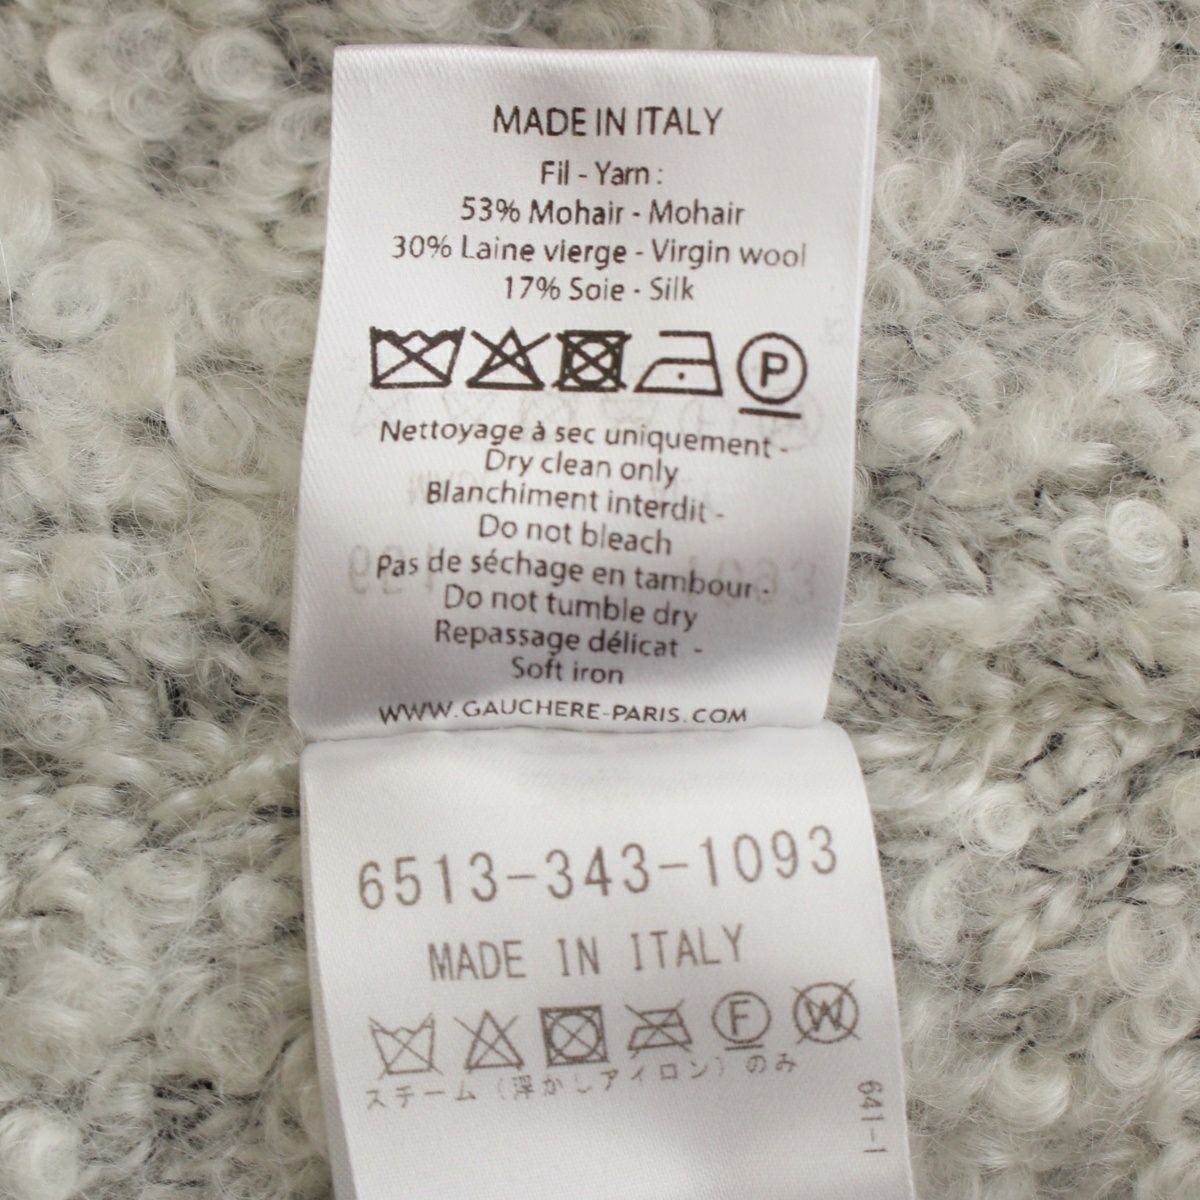 MADE IN ITALY
Fil - Yarn :
53% Mohair - Mohair
30% Laine vierge - Virgin wool
17% Soie - Silk
P
Nettoyage à sec uniquement -
Dry clean only
Blanchiment interdit -
Do not bleach
Pas de séchage en tambour -
Do not tumble dry
Repassage délicat -
Soft iron
WWW.GAUCHERE-PARIS.COM
6513-343-1093
MADE IN ITALY
F W
スチーム(浮かしアイロン)のみ
641-1